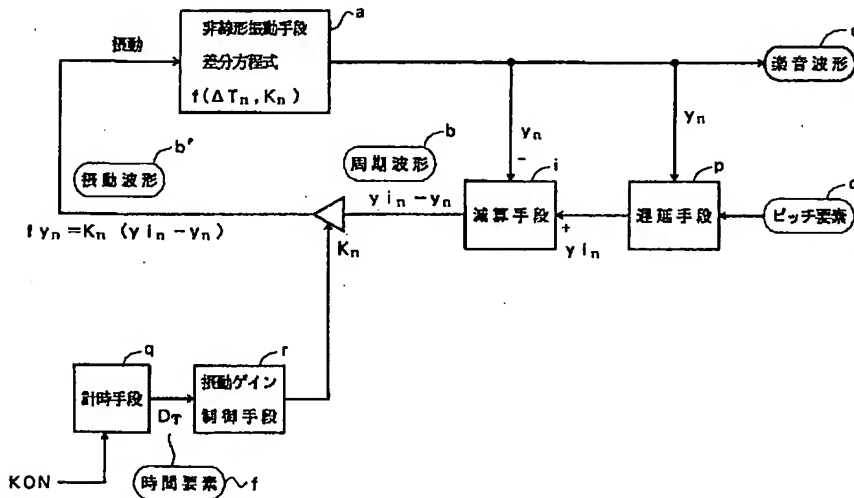 a
非線形振動手段
差分方程式
f(ΔTn, Kn)
摂動
楽音波形
yn
−
yn
b'
摂動波形
b
周期波形
i
減算手段
p
遅延手段
ピッチ要素
yin−yn
+
yin
fyn=Kn (yin−yn)
Kn
q
計時手段
DT
r
摂動ゲイン
制御手段
KON
時間要素
f